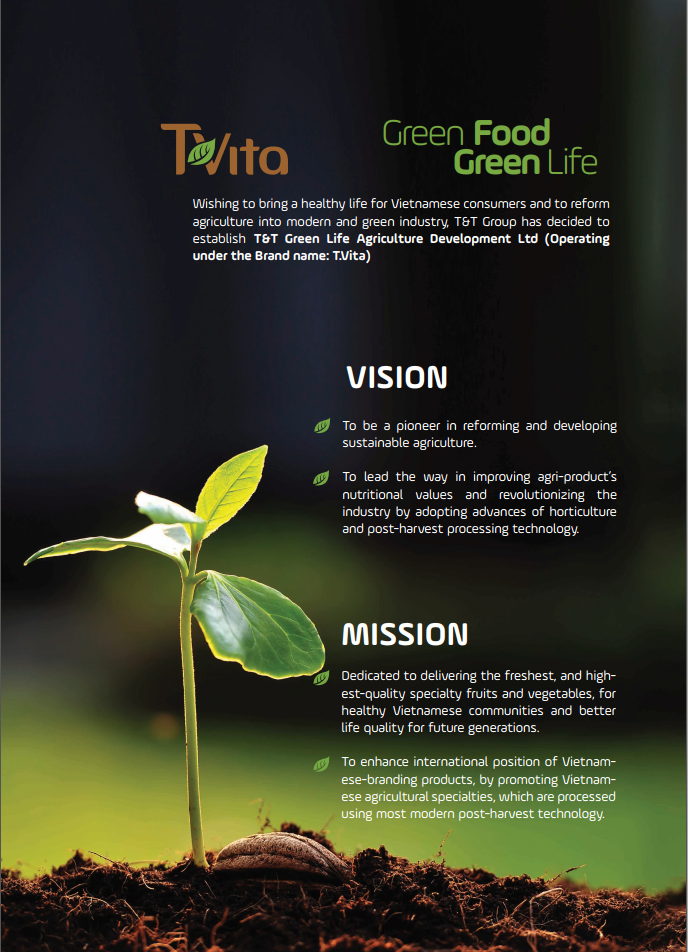 T.Vita
Green Food
Green Life
Wishing to bring a healthy life for Vietnamese consumers and to reform
agriculture into modern and green industry, T&T Group has decided to
establish T&T Green Life Agriculture Development Ltd (Operating
under the Brand name: T.Vita)
VISION
To be a pioneer in reforming and developing
sustainable agriculture.
To lead the way in improving agri-product's
nutritional values and revolutionizing the
industry by adopting advances of horticulture
and post-harvest processing technology.
MISSION
Dedicated to delivering the freshest, and high-
est-quality specialty fruits and vegetables, for
healthy Vietnamese communities and better
life quality for future generations.
To enhance international position of Vietnam-
ese-branding products, by promoting Vietnam-
ese agricultural specialties, which are processed
using most modern post-harvest technology.